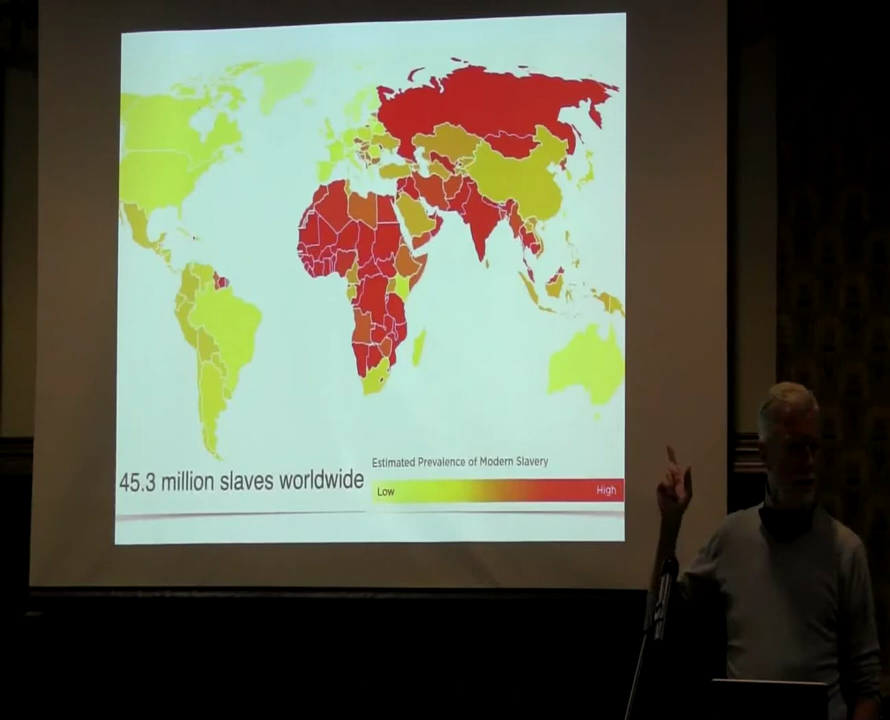 45.3 million slaves worldwide
Estimated Prevalence of Modern Slavery
Low High